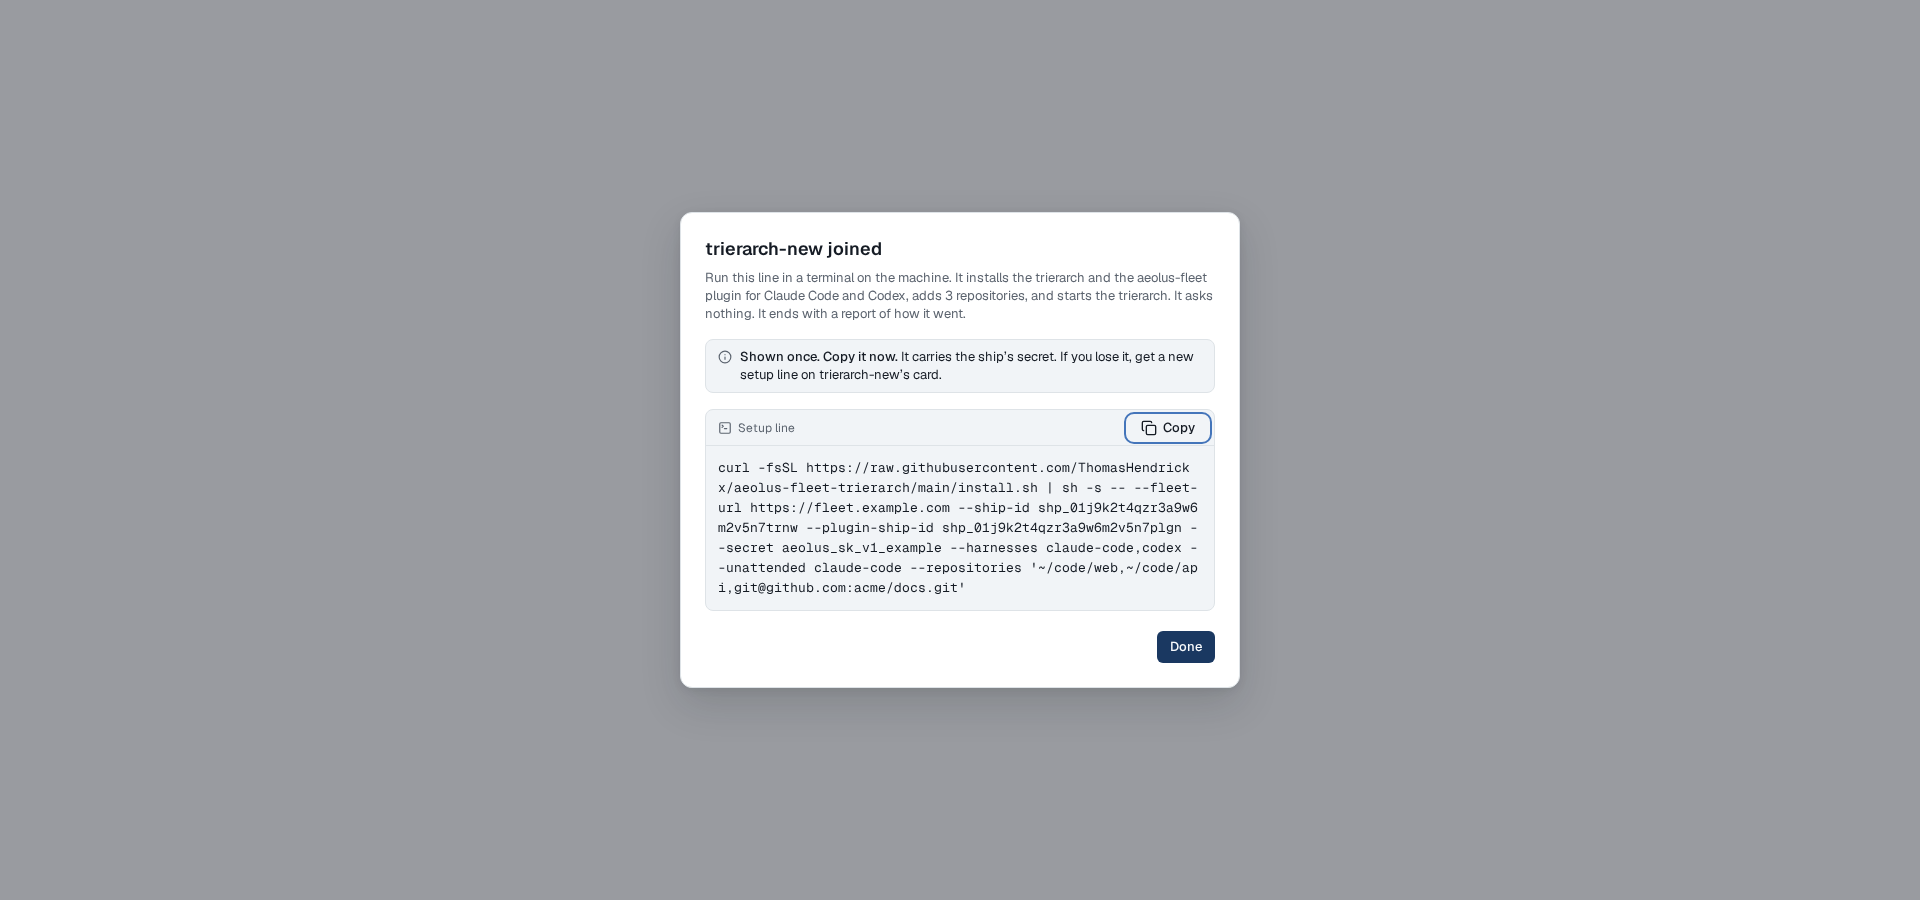 trierarch-new joined
Run this line in a terminal on the machine. It installs the trierarch and the aeolus-fleet
plugin for Claude Code and Codex, adds 3 repositories, and starts the trierarch. It asks
nothing. It ends with a report of how it went.
Shown once. Copy it now. It carries the ship's secret. If you lose it, get a new
setup line on trierarch-new's card.
Setup line
Copy
curl -fsSL https://raw.githubusercontent.com/ThomasHendrick
x/aeolus-fleet-trierarch/main/install.sh | sh -s -- --fleet-
url https://fleet.example.com --ship-id shp_01j9k2t4qzr3a9w6
m2v5n7trnw --plugin-ship-id shp_01j9k2t4qzr3a9w6m2v5n7plgn -
-secret aeolus_sk_v1_example --harnesses claude-code,codex -
-unattended claude-code --repositories '~/code/web,~/code/ap
i,git@github.com:acme/docs.git'
Done